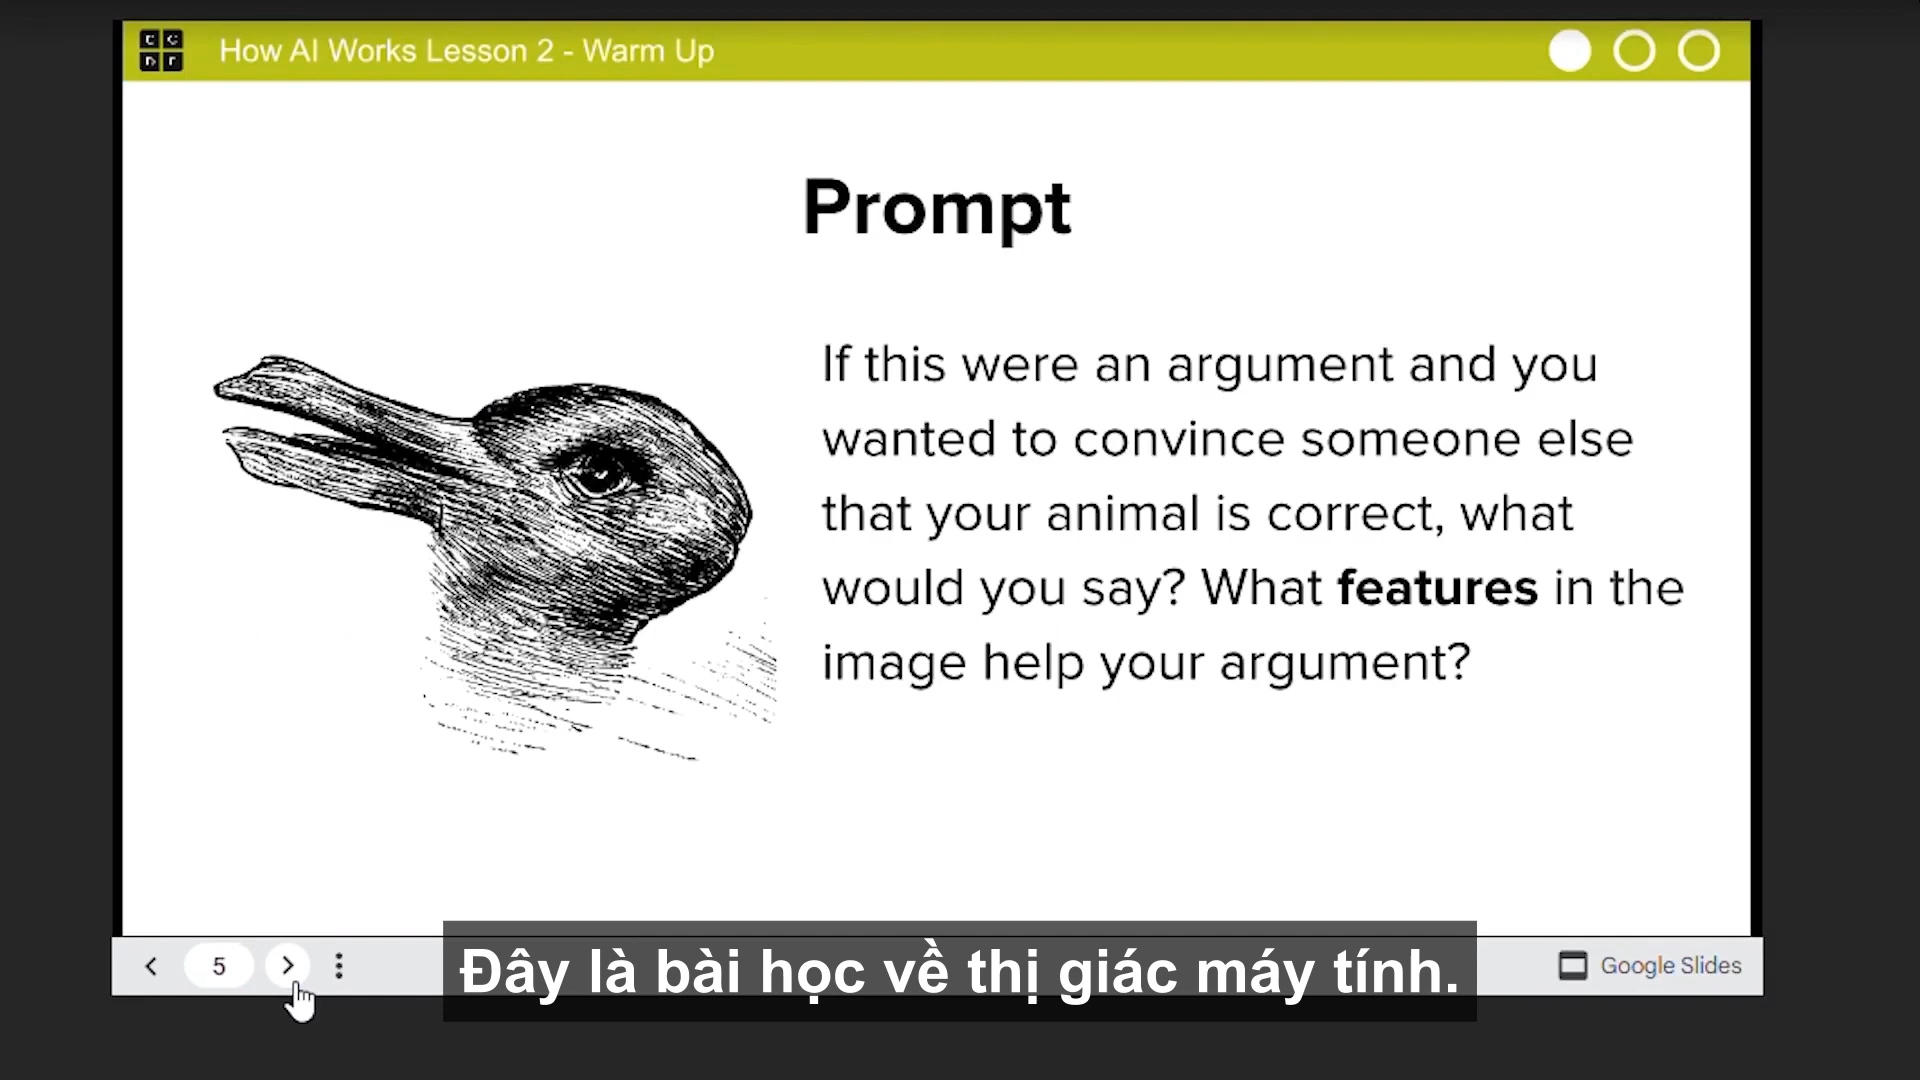 C O
D E
How AI Works Lesson 2 - Warm Up
Prompt
If this were an argument and you
wanted to convince someone else
that your animal is correct, what
would you say? What features in the
image help your argument?
5
Đây là bài học về thị giác máy tính.
Google Slides